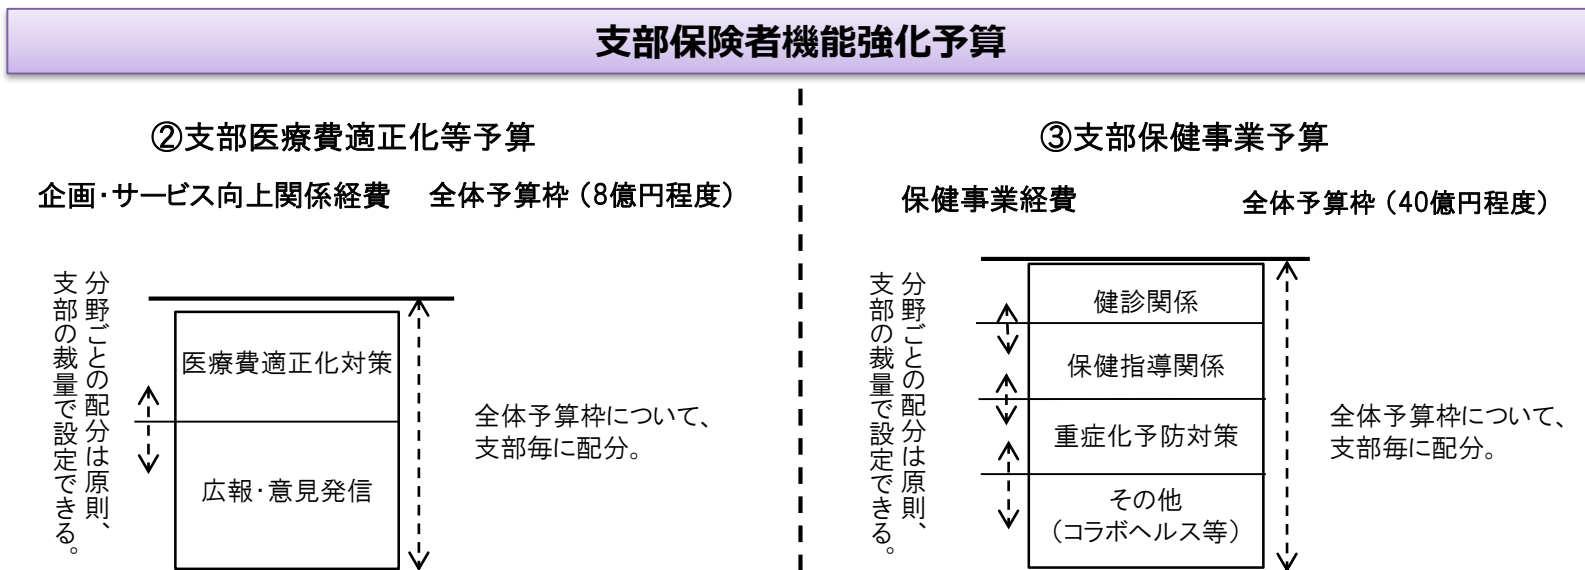 支部保険者機能強化予算
②支部医療費適正化等予算
企画・サービス向上関係経費
全体予算枠（8億円程度）
分野ごとの配分は原則、
支部の裁量で設定できる。
医療費適正化対策
広報・意見発信
全体予算枠について、
支部毎に配分。
③支部保健事業予算
保健事業経費
全体予算枠（40億円程度）
分野ごとの配分は原則、
支部の裁量で設定できる。
健診関係
保健指導関係
重症化予防対策
その他
（コラボヘルス等）
全体予算枠について、
支部毎に配分。